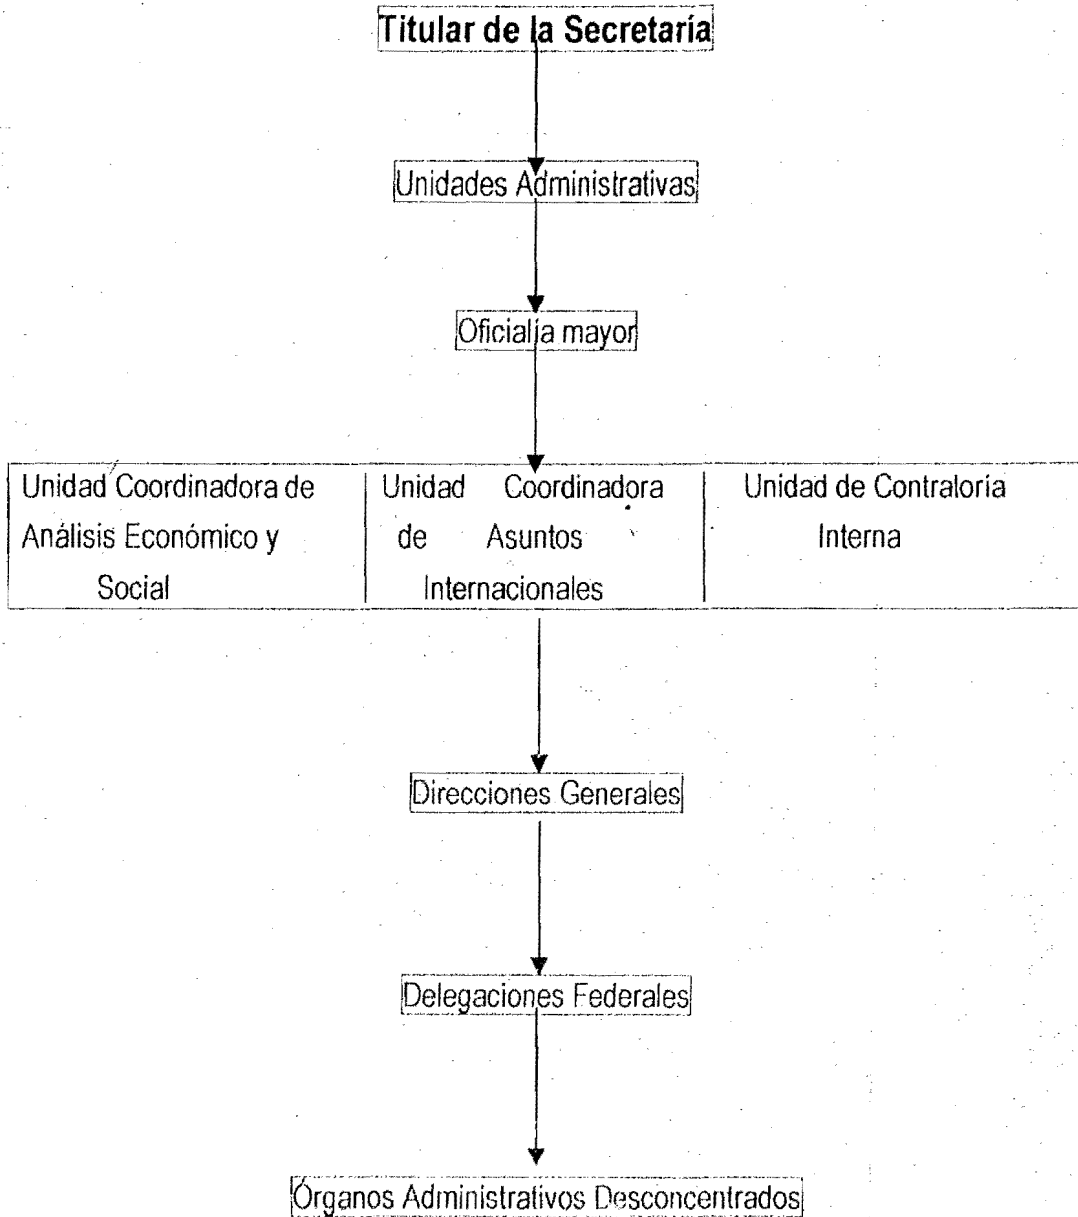 Titular de la Secretaría
Unidades Administrativas
Oficialía mayor
Unidad Coordinadora de
Análisis Económico y
Social
Unidad Coordinadora
de Asuntos
Internacionales
Unidad de Contraloría
Interna
Direcciones Generales
Delegaciones Federales
Órganos Administrativos Desconcentrados